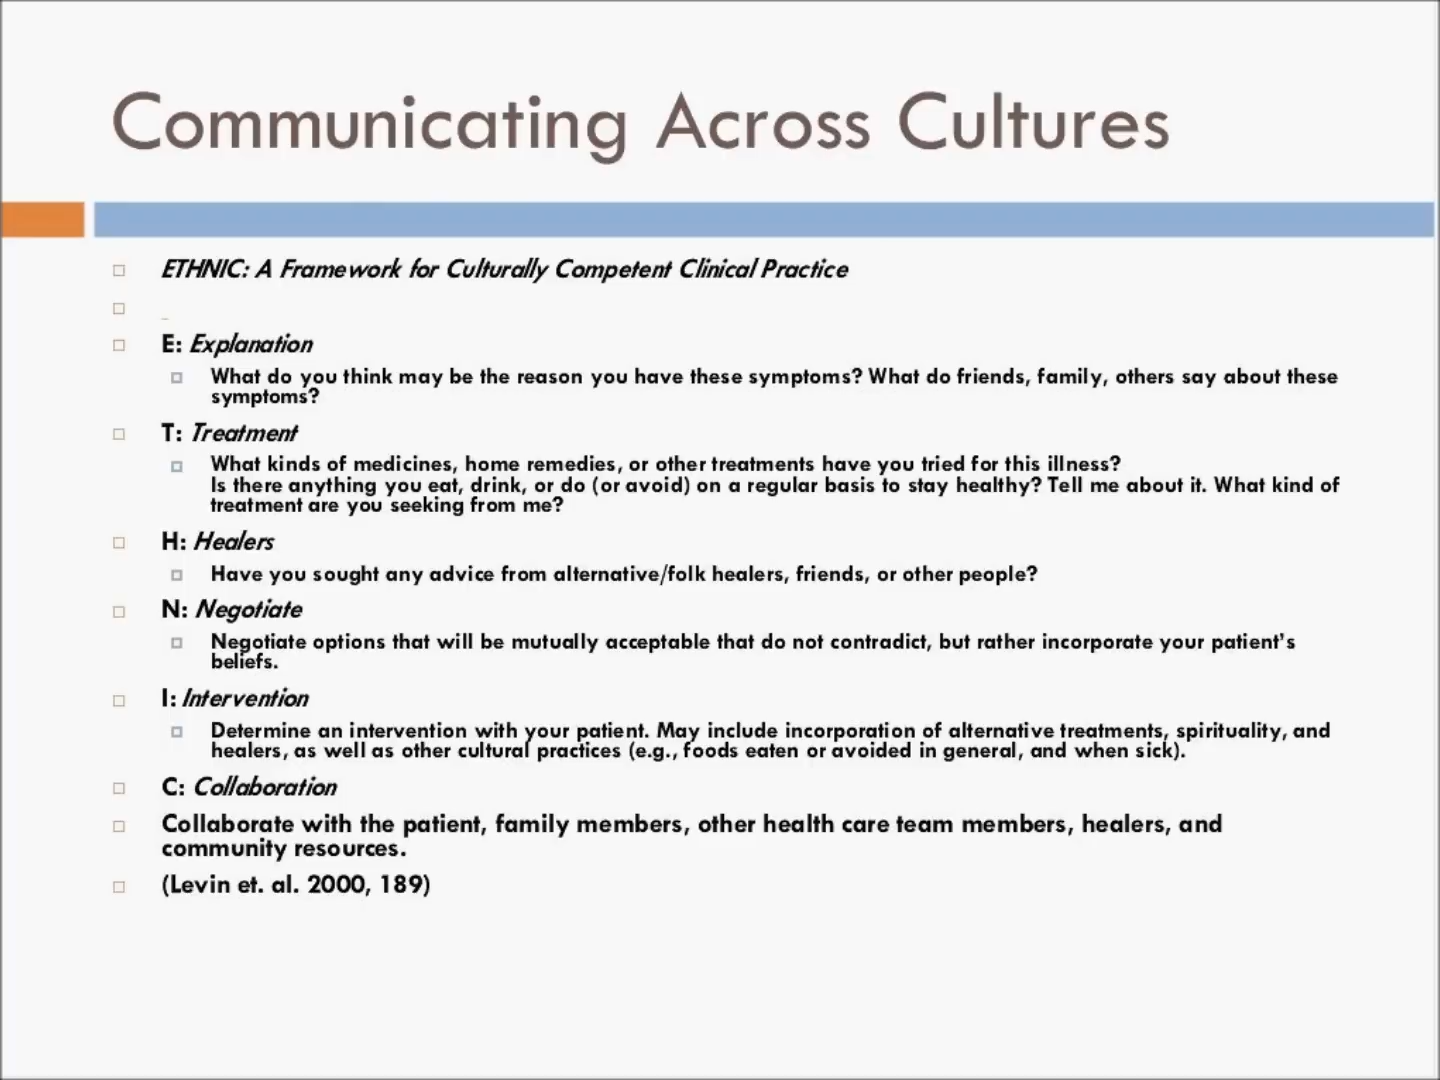 Communicating Across Cultures
ETHNIC: A Framework for Culturally Competent Clinical Practice
E: Explanation
What do you think may be the reason you have these symptoms? What do friends, family, others say about these
symptoms?
T: Treatment
What kinds of medicines, home remedies, or other treatments have you tried for this illness?
Is there anything you eat, drink, or do (or avoid) on a regular basis to stay healthy? Tell me about it. What kind of
treatment are you seeking from me?
H: Healers
Have you sought any advice from alternative/folk healers, friends, or other people?
N: Negotiate
Negotiate options that will be mutually acceptable that do not contradict, but rather incorporate your patient's
beliefs.
I: Intervention
Determine an intervention with your patient. May include incorporation of alternative treatments, spirituality, and
healers, as well as other cultural practices (e.g., foods eaten or avoided in general, and when sick).
C: Collaboration
Collaborate with the patient, family members, other health care team members, healers, and
community resources.
(Levin et. al. 2000, 189)